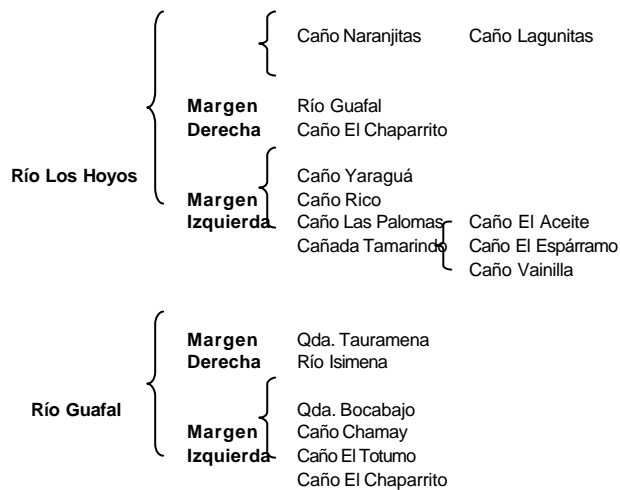 Caño Naranjitas Caño Lagunitas
Margen Río Guafal
Derecha Caño El Chaparrito
Río Los Hoyos Caño Yaraguá
Margen Caño Rico
Izquierda Caño Las Palomas Caño El Aceite
Cañada Tamarindo Caño El Espárramo
Caño Vainilla
Margen Qda. Tauramena
Derecha Río Isimena
Río Guafal Qda. Bocabajo
Margen Caño Chamay
Izquierda Caño El Totumo
Caño El Chaparrito